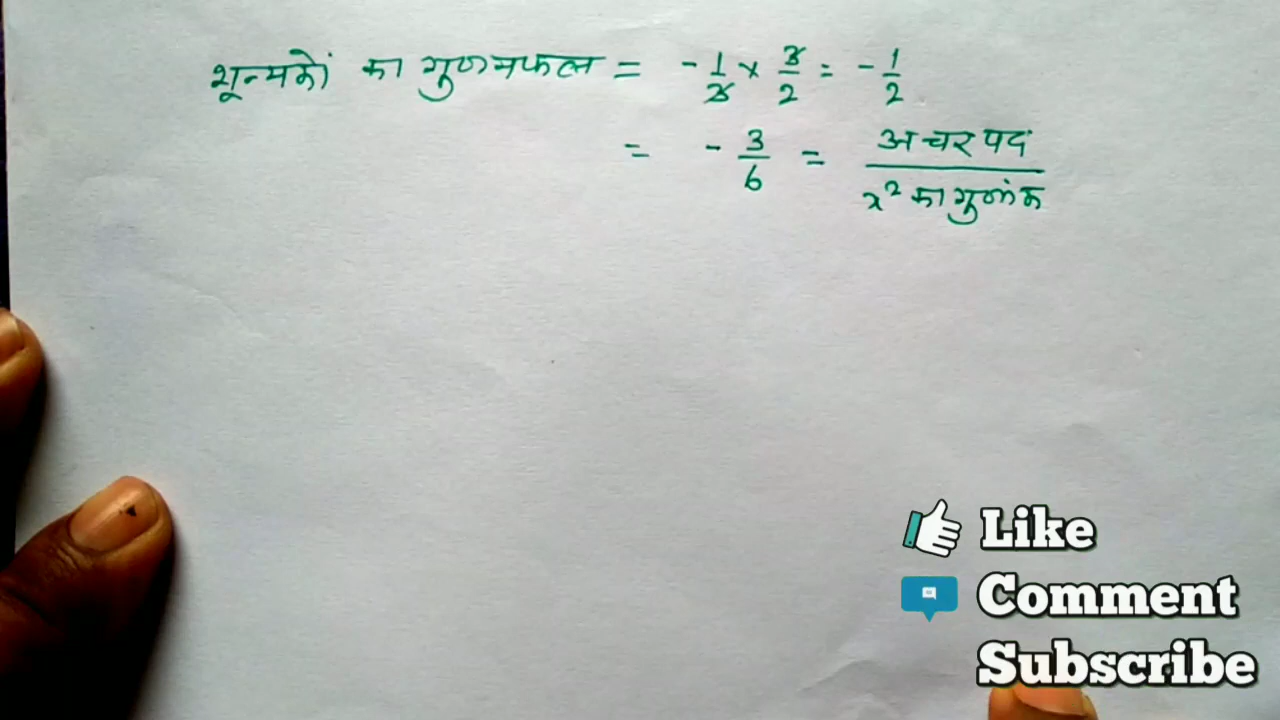 शून्यकों का गुणनफल = -1/3 × 3/2 = -1/2
= -3/6 = अचर पद / x² का गुणांक
Like
Comment
Subscribe